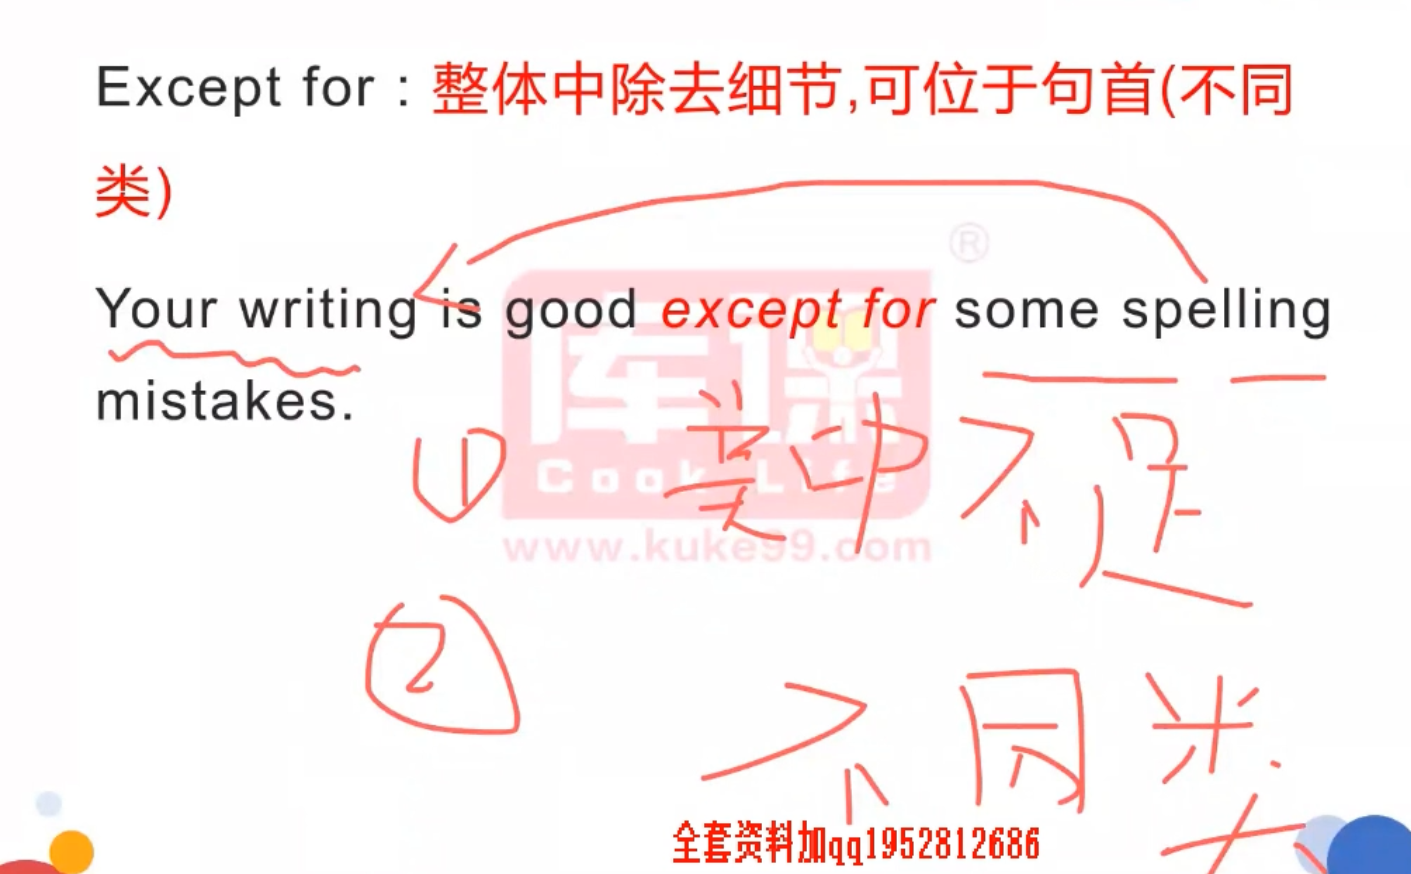 Except for : 整体中除去细节,可位于句首(不同
类)
®
Your writing is good except for some spelling
mistakes.
库课
Cook Life
① 美中不足
www.kuke99.com
② 不同类
全套资料加qq1952812686